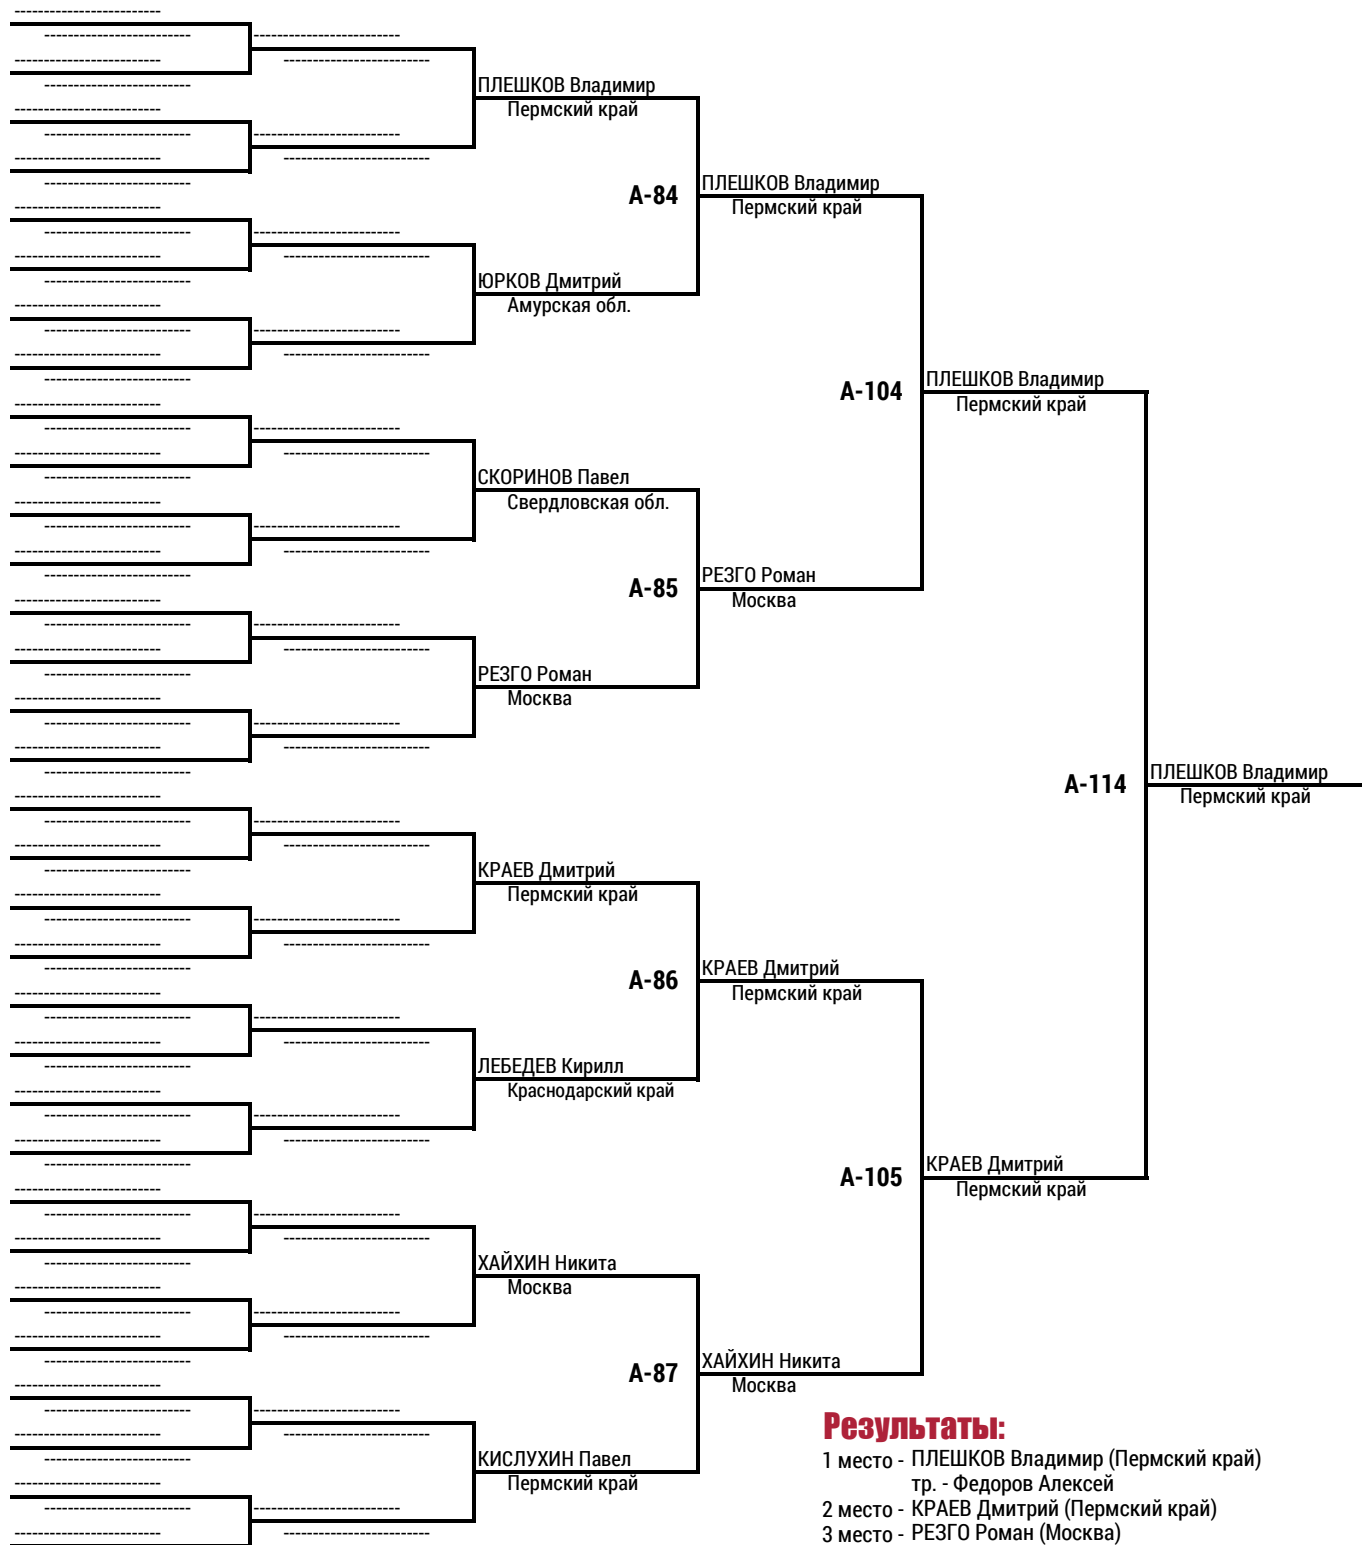 ПЛЕШКОВ Владимир
Пермский край
А-84
ПЛЕШКОВ Владимир
Пермский край
ЮРКОВ Дмитрий
Амурская обл.
А-104
ПЛЕШКОВ Владимир
Пермский край
СКОРИНОВ Павел
Свердловская обл.
А-85
РЕЗГО Роман
Москва
РЕЗГО Роман
Москва
А-114
ПЛЕШКОВ Владимир
Пермский край
КРАЕВ Дмитрий
Пермский край
А-86
КРАЕВ Дмитрий
Пермский край
ЛЕБЕДЕВ Кирилл
Краснодарский край
А-105
КРАЕВ Дмитрий
Пермский край
ХАЙХИН Никита
Москва
А-87
ХАЙХИН Никита
Москва
КИСЛУХИН Павел
Пермский край
Результаты:
1 место - ПЛЕШКОВ Владимир (Пермский край)
тр. - Федоров Алексей
2 место - КРАЕВ Дмитрий (Пермский край)
3 место - РЕЗГО Роман (Москва)